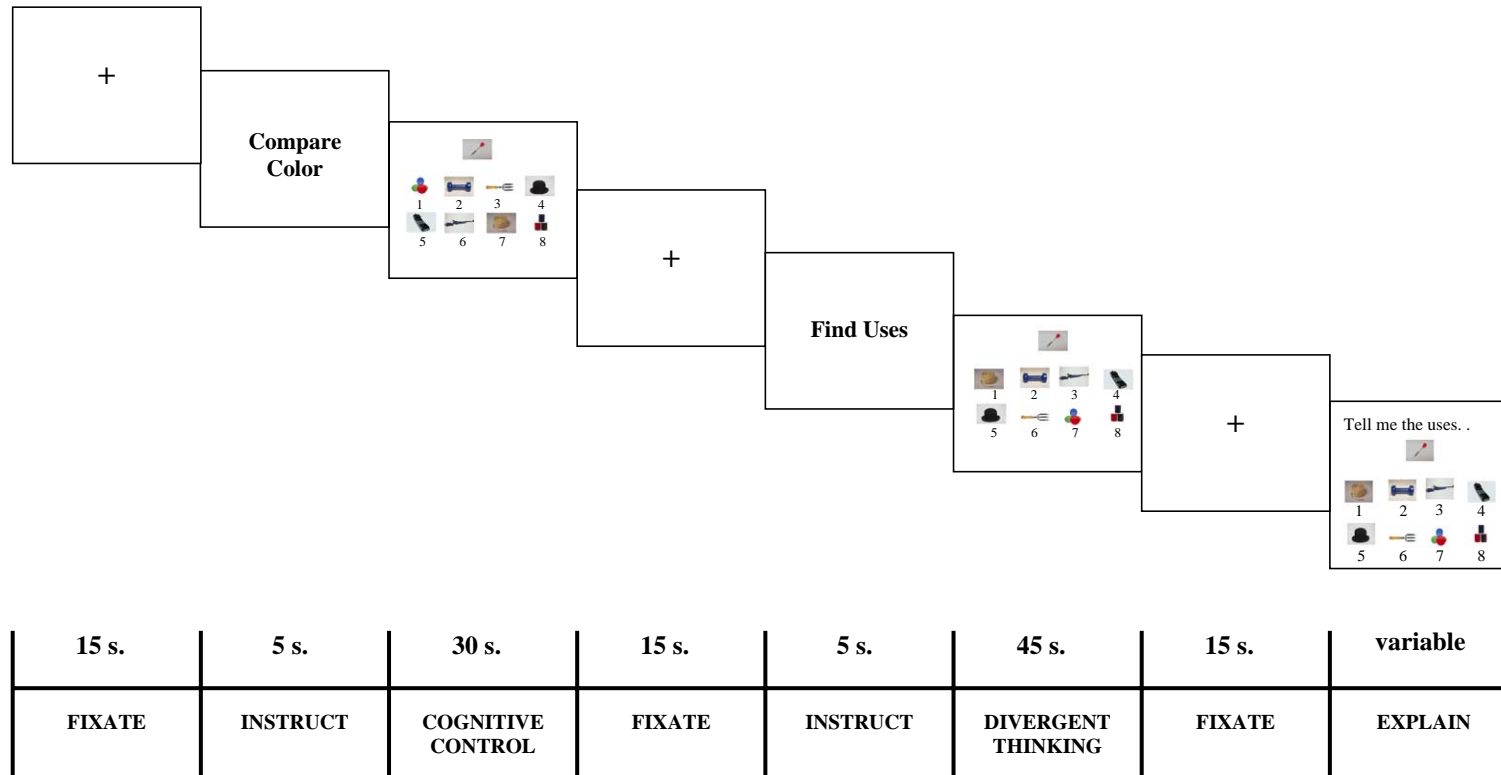 +
Compare
Color
1 2 3 4
5 6 7 8
+
Find Uses
1 2 3 4
5 6 7 8
+
Tell me the uses. .
1 2 3 4
5 6 7 8
15 s. 5 s. 30 s. 15 s. 5 s. 45 s. 15 s. variable
FIXATE INSTRUCT COGNITIVE FIXATE INSTRUCT DIVERGENT FIXATE EXPLAIN
CONTROL THINKING